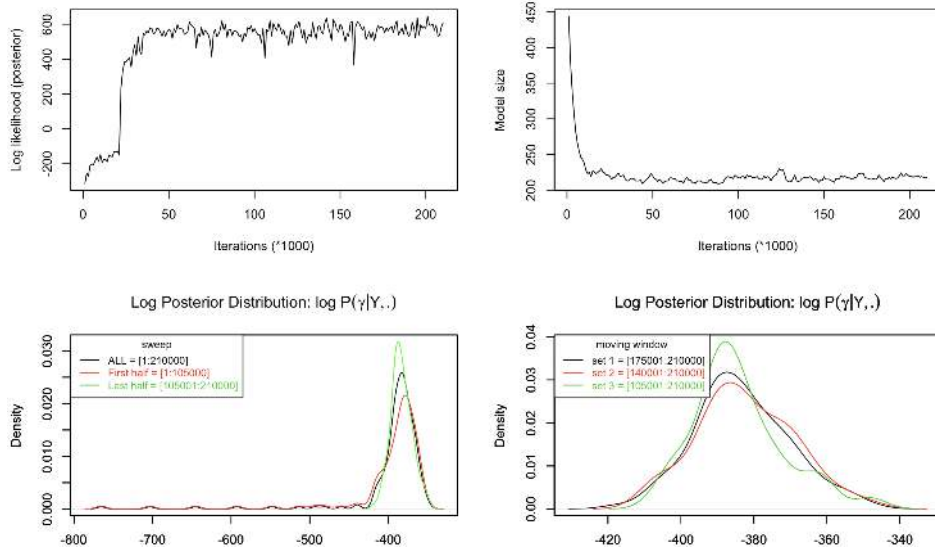 Log likelihood (posterior)
-200 0 200 400 600
0 50 100 150 200
Iterations (*1000)
Model size
200 250 300 350 400 450
0 50 100 150 200
Iterations (*1000)
Log Posterior Distribution: log P(γ|Y,.)
sweep
ALL = [1:210000]
First half = [1:105000]
Last half = [105001:210000]
Density
0.000 0.010 0.020 0.030
-800 -700 -600 -500 -400
Log Posterior Distribution: log P(γ|Y,.)
moving window
set 1 = [175001:210000]
set 2 = [140001:210000]
set 3 = [105001:210000]
Density
0.00 0.01 0.02 0.03 0.04
-420 -400 -380 -360 -340